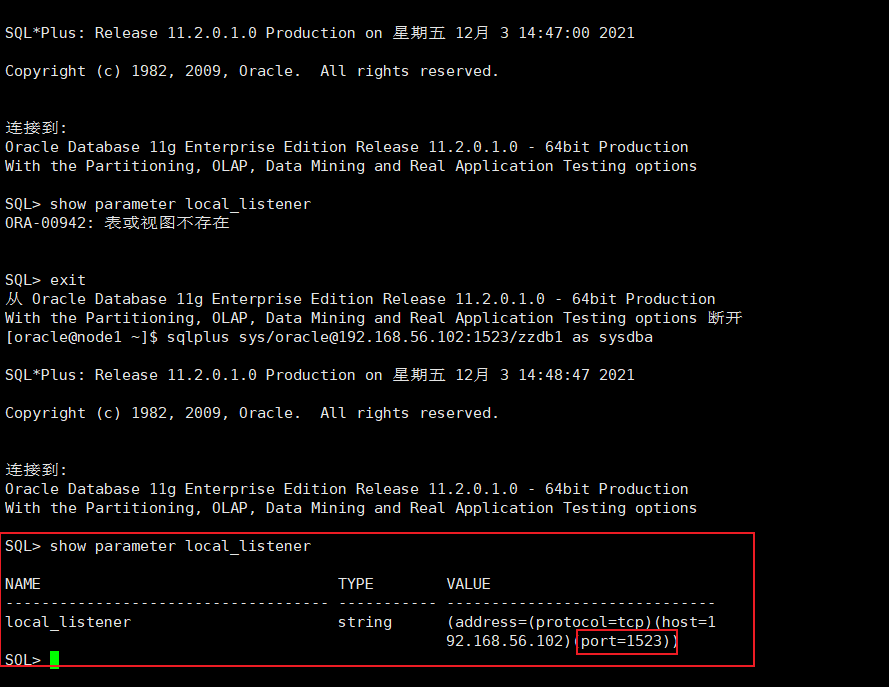 SQL*Plus: Release 11.2.0.1.0 Production on 星期五 12月 3 14:47:00 2021
Copyright (c) 1982, 2009, Oracle.  All rights reserved.
连接到:
Oracle Database 11g Enterprise Edition Release 11.2.0.1.0 - 64bit Production
With the Partitioning, OLAP, Data Mining and Real Application Testing options
SQL> show parameter local_listener
ORA-00942: 表或视图不存在
SQL> exit
从 Oracle Database 11g Enterprise Edition Release 11.2.0.1.0 - 64bit Production
With the Partitioning, OLAP, Data Mining and Real Application Testing options 断开
[oracle@node1 ~]$ sqlplus sys/oracle@192.168.56.102:1523/zzdb1 as sysdba
SQL*Plus: Release 11.2.0.1.0 Production on 星期五 12月 3 14:48:47 2021
Copyright (c) 1982, 2009, Oracle.  All rights reserved.
连接到:
Oracle Database 11g Enterprise Edition Release 11.2.0.1.0 - 64bit Production
With the Partitioning, OLAP, Data Mining and Real Application Testing options
SQL> show parameter local_listener
NAME                                 TYPE        VALUE
------------------------------------ ----------- ------------------------------
local_listener                       string      (address=(protocol=tcp)(host=1
                                                 92.168.56.102)(port=1523))
SQL>